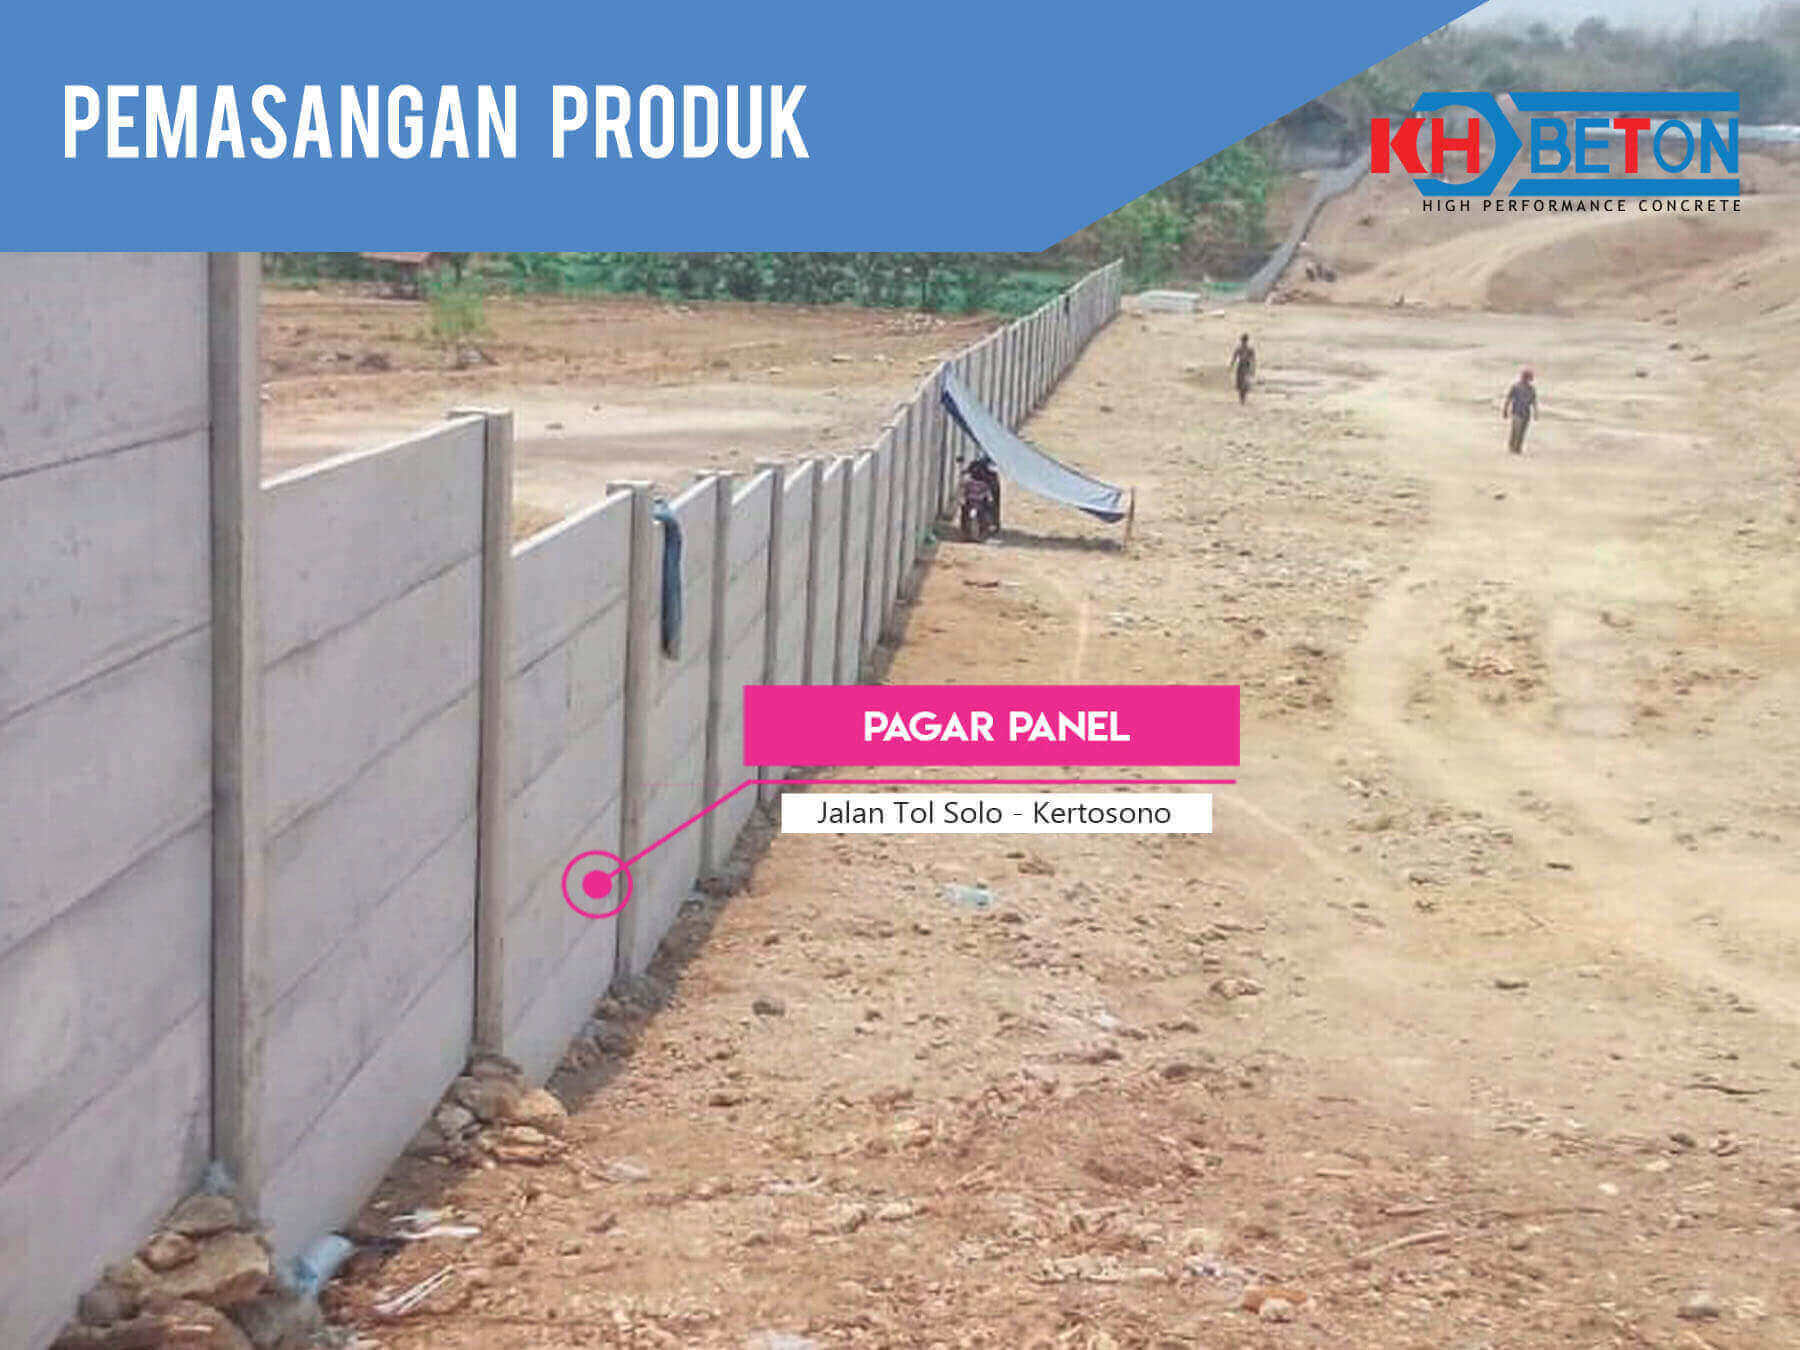 PEMASANGAN PRODUK
KH BETON
HIGH PERFORMANCE CONCRETE
PAGAR PANEL
Jalan Tol Solo - Kertosono